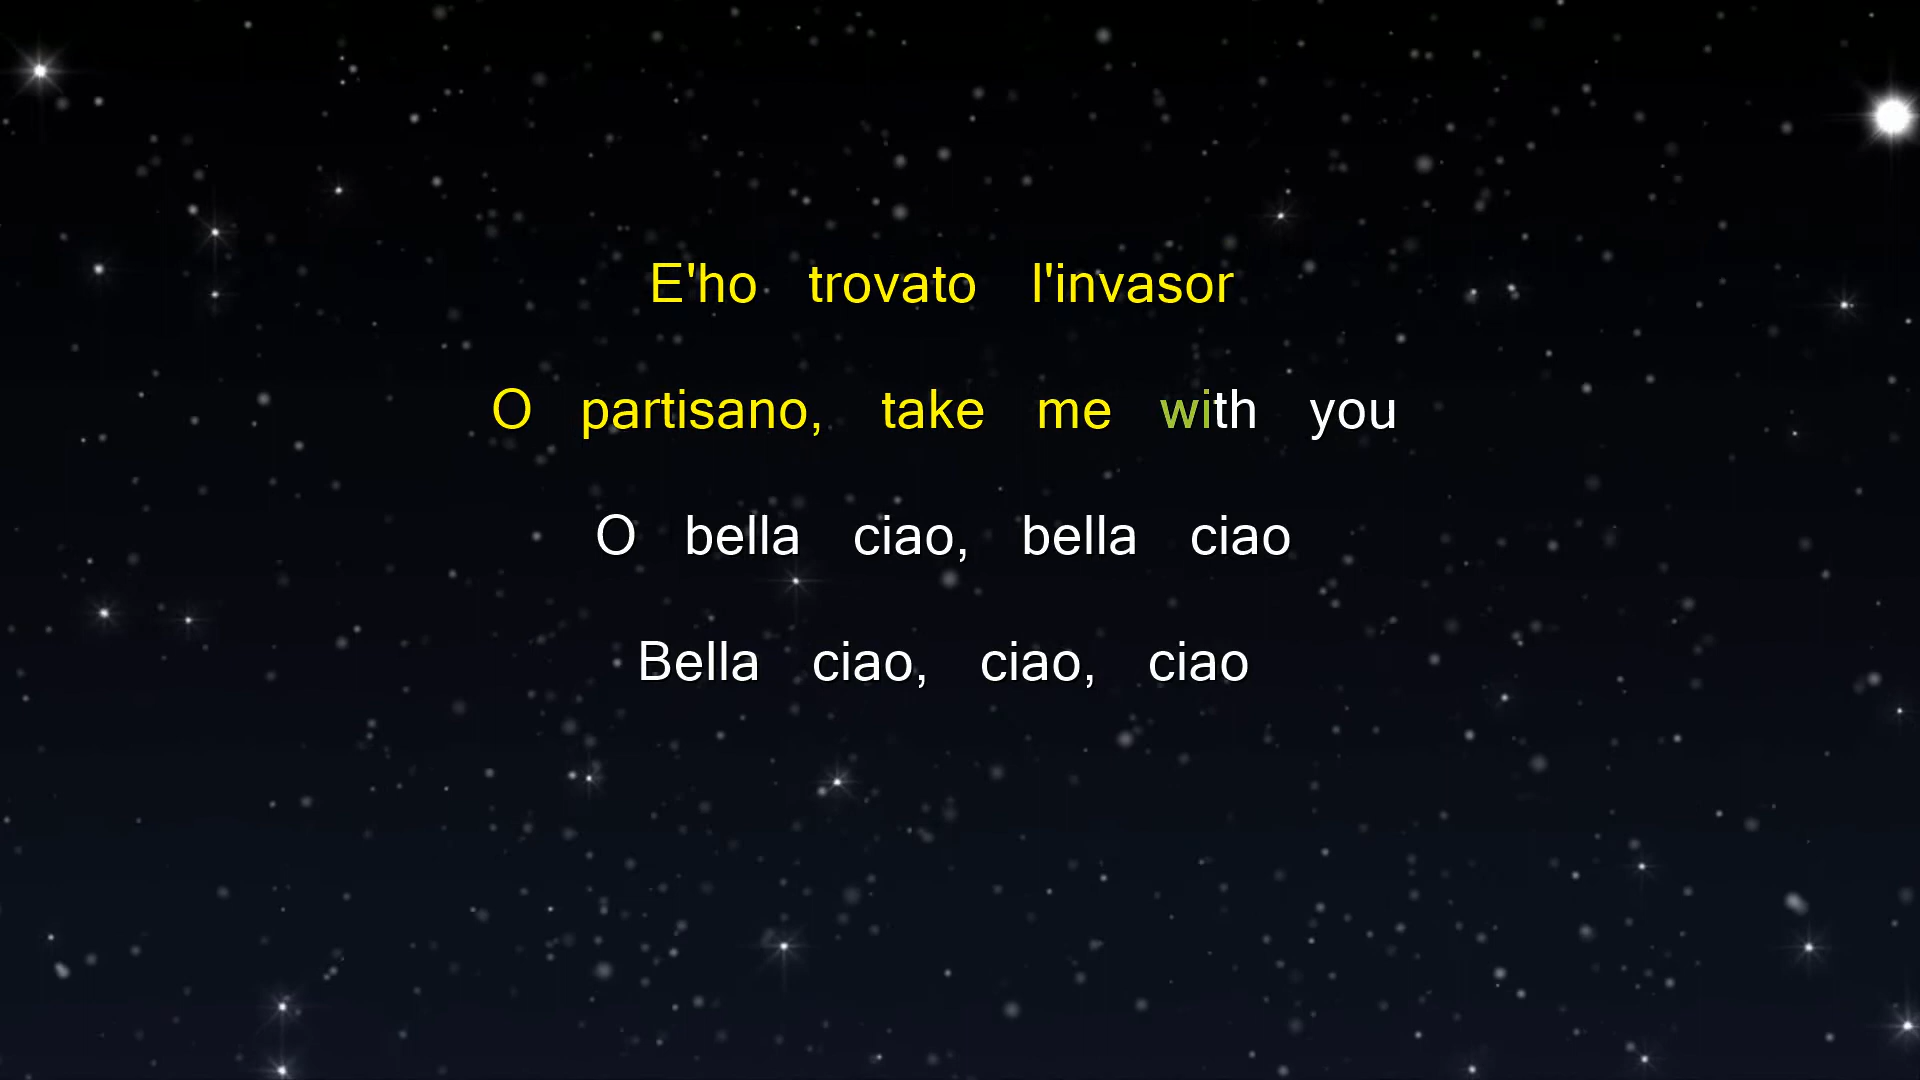 E'ho trovato l'invasor
O partisano, take me with you
O bella ciao, bella ciao
Bella ciao, ciao, ciao